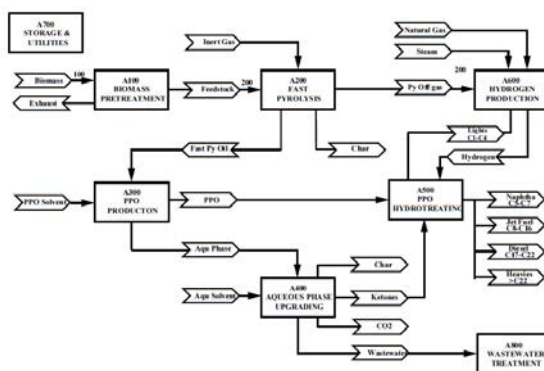 A700
STORAGE &
UTILITIES
Inert Gas
Natural Gas
Steam
Biomass
100
Exhaust
A100
BIOMASS
PRETREATMENT
Feedstock
200
A200
FAST
PYROLYSIS
Py Off gas
200
A600
HYDROGEN
PRODUCTION
Lights
C1-C4
Fast Py Oil
Char
Hydrogen
PPO Solvent
A300
PPO
PRODUCTON
PPO
A500
PPO
HYDROTREATING
Naphtha
C5-C7
Jet Fuel
C8-C16
Diesel
C17-C22
Heavies
>C22
Aqu Phase
Char
Aqu Solvent
A400
AQUEOUS PHASE
UPGRADING
Ketones
CO2
Wastewater
A800
WASTEWATER
TREATMENT